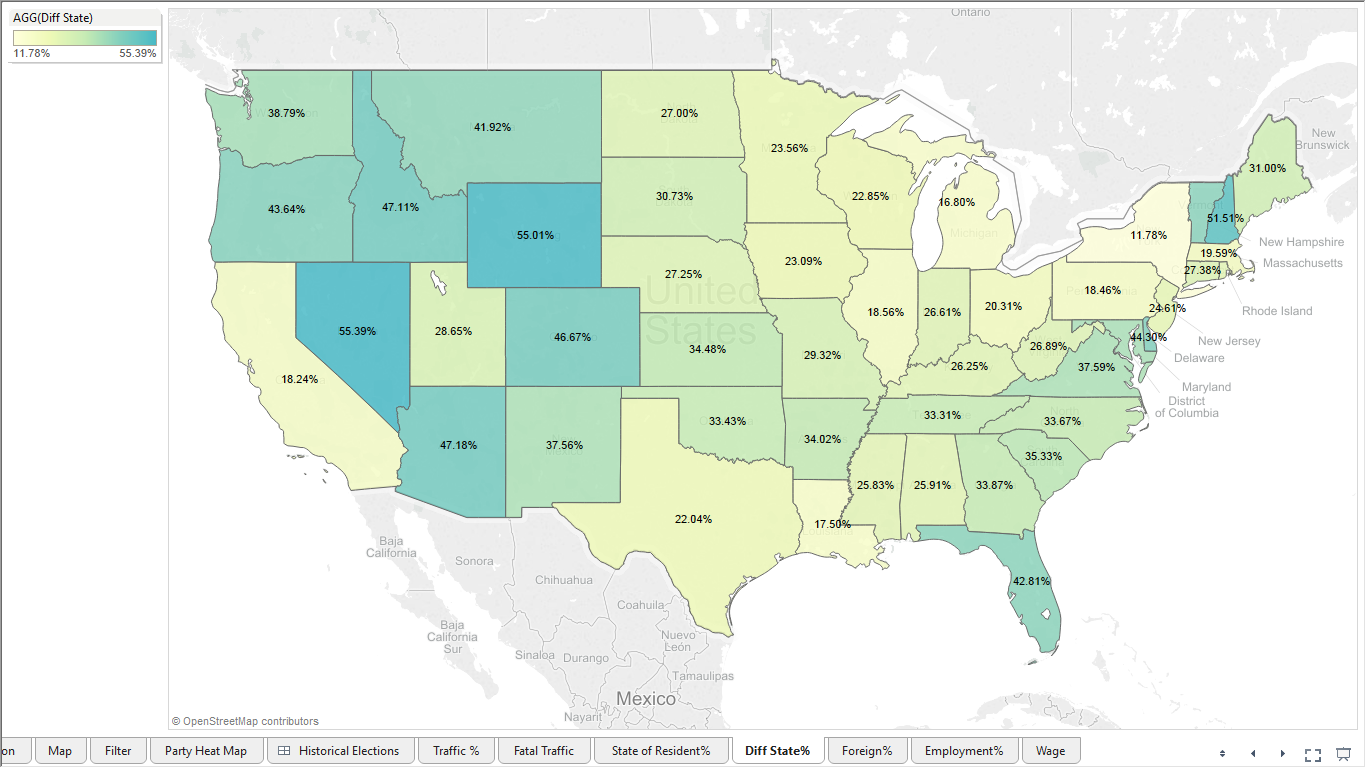 AGG(Diff State)
11.78% 55.39%
Ontario
New
Brunswick
38.79%
41.92%
27.00%
23.56%
31.00%
43.64%
47.11%
55.01%
30.73%
22.85%
16.80%
Michigan
11.78%
51.51%
New Hampshire
19.59%
Massachusetts
27.38%
Rhode Island
27.25%
23.09%
United
States
18.56%
26.61%
20.31%
18.46%
24.61%
New Jersey
44.30%
Delaware
Maryland
District
of Columbia
18.24%
55.39%
28.65%
46.67%
34.48%
29.32%
26.25%
26.89%
37.59%
47.18%
37.56%
33.43%
34.02%
33.31%
33.67%
35.33%
22.04%
17.50%
25.83%
25.91%
33.87%
42.81%
Baja
California
Sonora
Chihuahua
Coahuila
Baja
California
Sur
Nuevo
León
Sinaloa
Durango
Tamaulipas
Mexico
Nayarit
© OpenStreetMap contributors
on Map Filter Party Heat Map Historical Elections Traffic % Fatal Traffic State of Resident% Diff State% Foreign% Employment% Wage